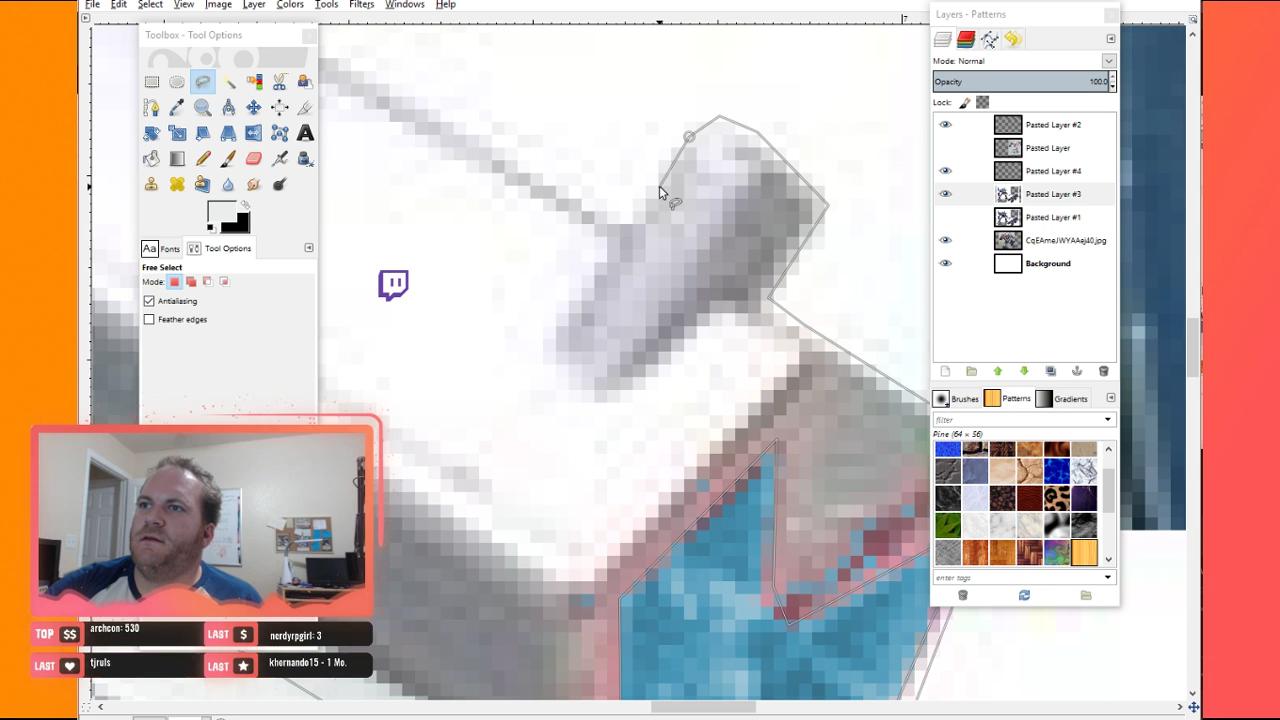 File Edit Select View Image Layer Colors Tools Filters Windows Help
Toolbox - Tool Options
Layers - Patterns
7
Mode: Normal
Opacity 100.0
Lock:
Pasted Layer #2
Pasted Layer
Pasted Layer #4
Pasted Layer #3
Pasted Layer #1
CqEAmeJWYAAej40.jpg
Background
Aa Fonts Tool Options
Free Select
Mode:
Antialiasing
Feather edges
Brushes Patterns Gradients
filter
Pine (64 × 56)
enter tags
TOP $$ archcon: 530 LAST $ nerdyrpgirl: 3
LAST tjruls LAST khernando15 - 1 Mo.